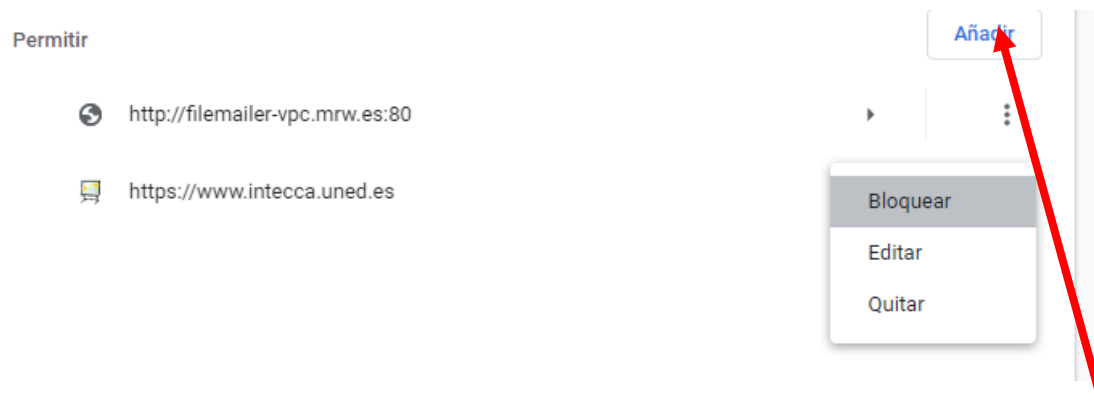 Permitir
Añadir
http://filemailer-vpc.mrw.es:80
https://www.intecca.uned.es
Bloquear
Editar
Quitar